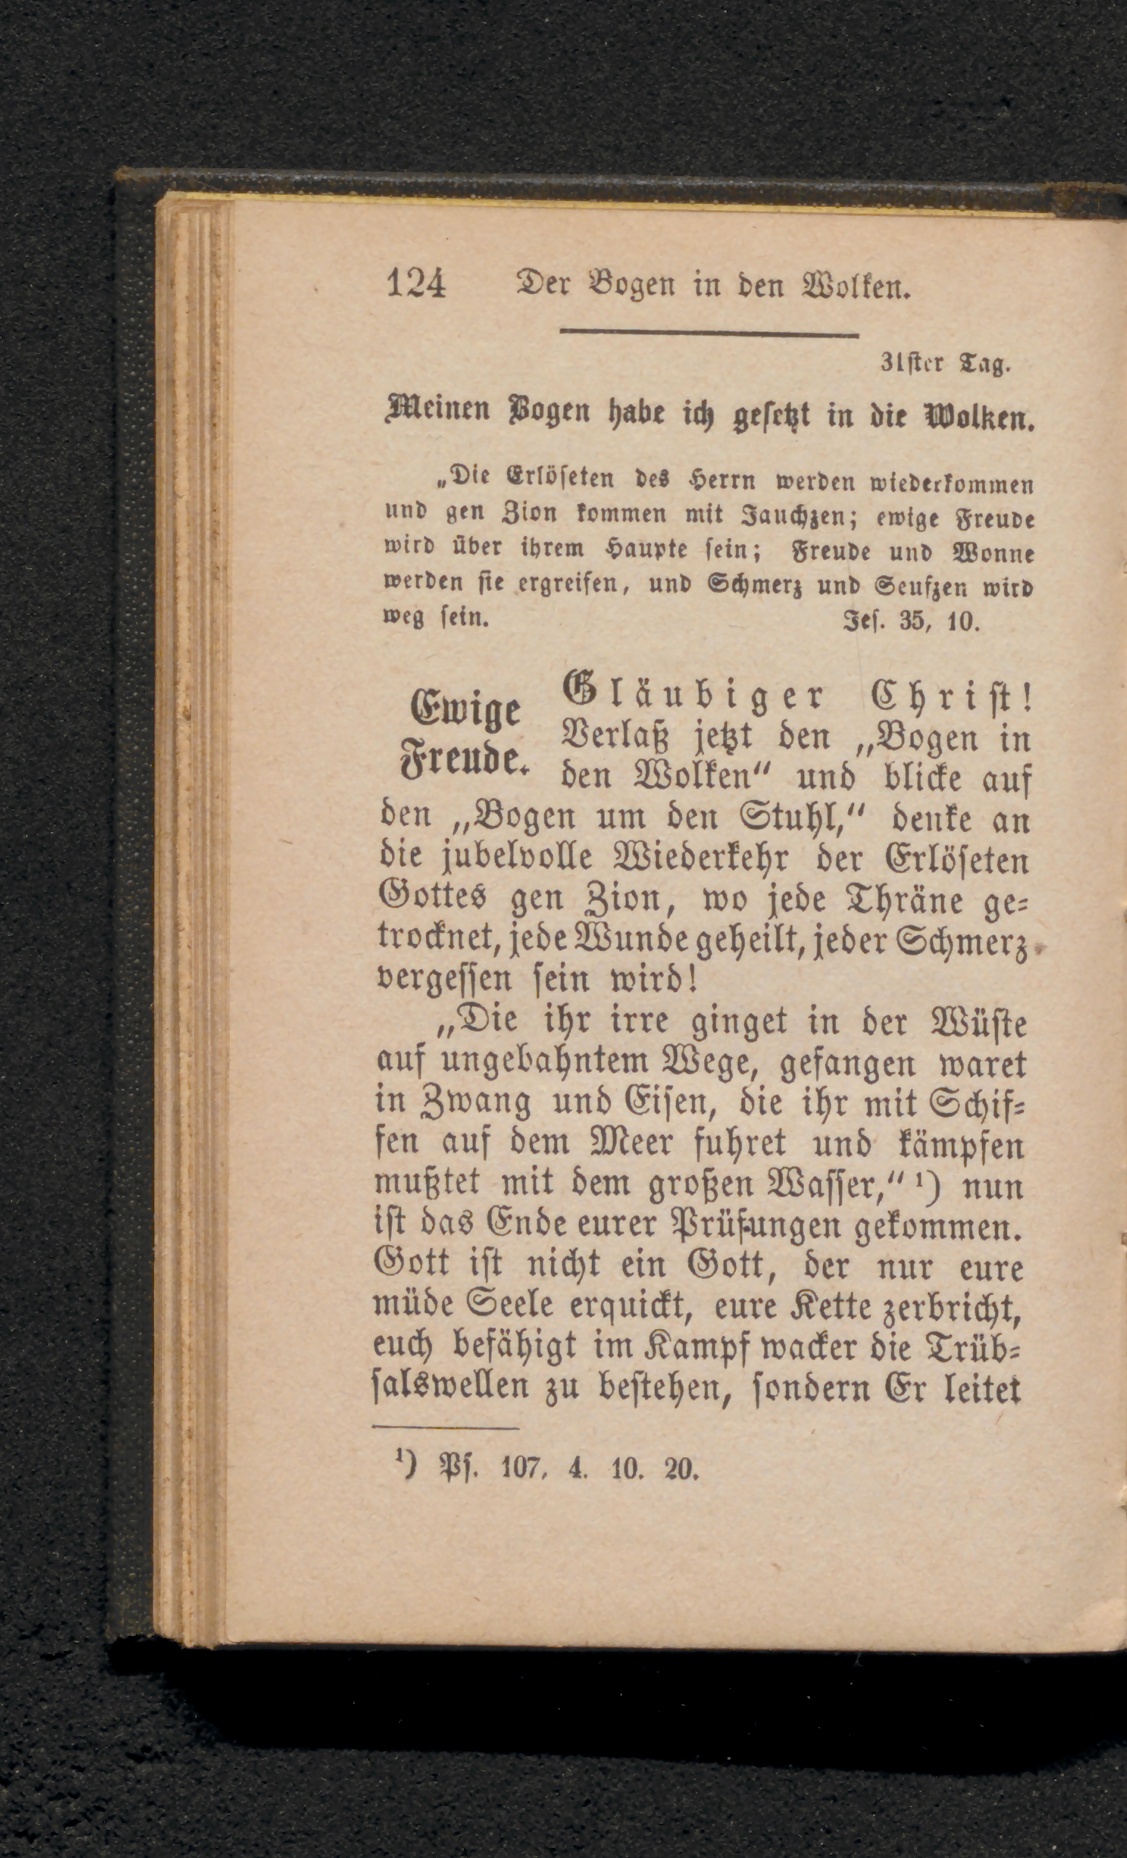 124 Der Bogen in den Wolken.
31ster Tag.
Meinen Bogen habe ich gesetzt in die Wolken.
„Die Erlöseten des Herrn werden wiederkommen
und gen Zion kommen mit Jauchzen; ewige Freude
wird über ihrem Haupte sein; Freude und Wonne
werden sie ergreifen, und Schmerz und Seufzen wird
weg sein. Jes. 35, 10.
Ewige
Freude.
Gläubiger Christ!
Verlaß jetzt den „Bogen in
den Wolken“ und blicke auf
den „Bogen um den Stuhl,“ denke an
die jubelvolle Wiederkehr der Erlöseten
Gottes gen Zion, wo jede Thräne ge-
trocknet, jede Wunde geheilt, jeder Schmerz
vergessen sein wird!
„Die ihr irre ginget in der Wüste
auf ungebahntem Wege, gefangen waret
in Zwang und Eisen, die ihr mit Schif-
fen auf dem Meer fuhret und kämpfen
mußtet mit dem großen Wasser,“ ¹) nun
ist das Ende eurer Prüfungen gekommen.
Gott ist nicht ein Gott, der nur eure
müde Seele erquickt, eure Kette zerbricht,
euch befähigt im Kampf wacker die Trüb-
salswellen zu bestehen, sondern Er leitet
¹) Ps. 107, 4. 10. 20.